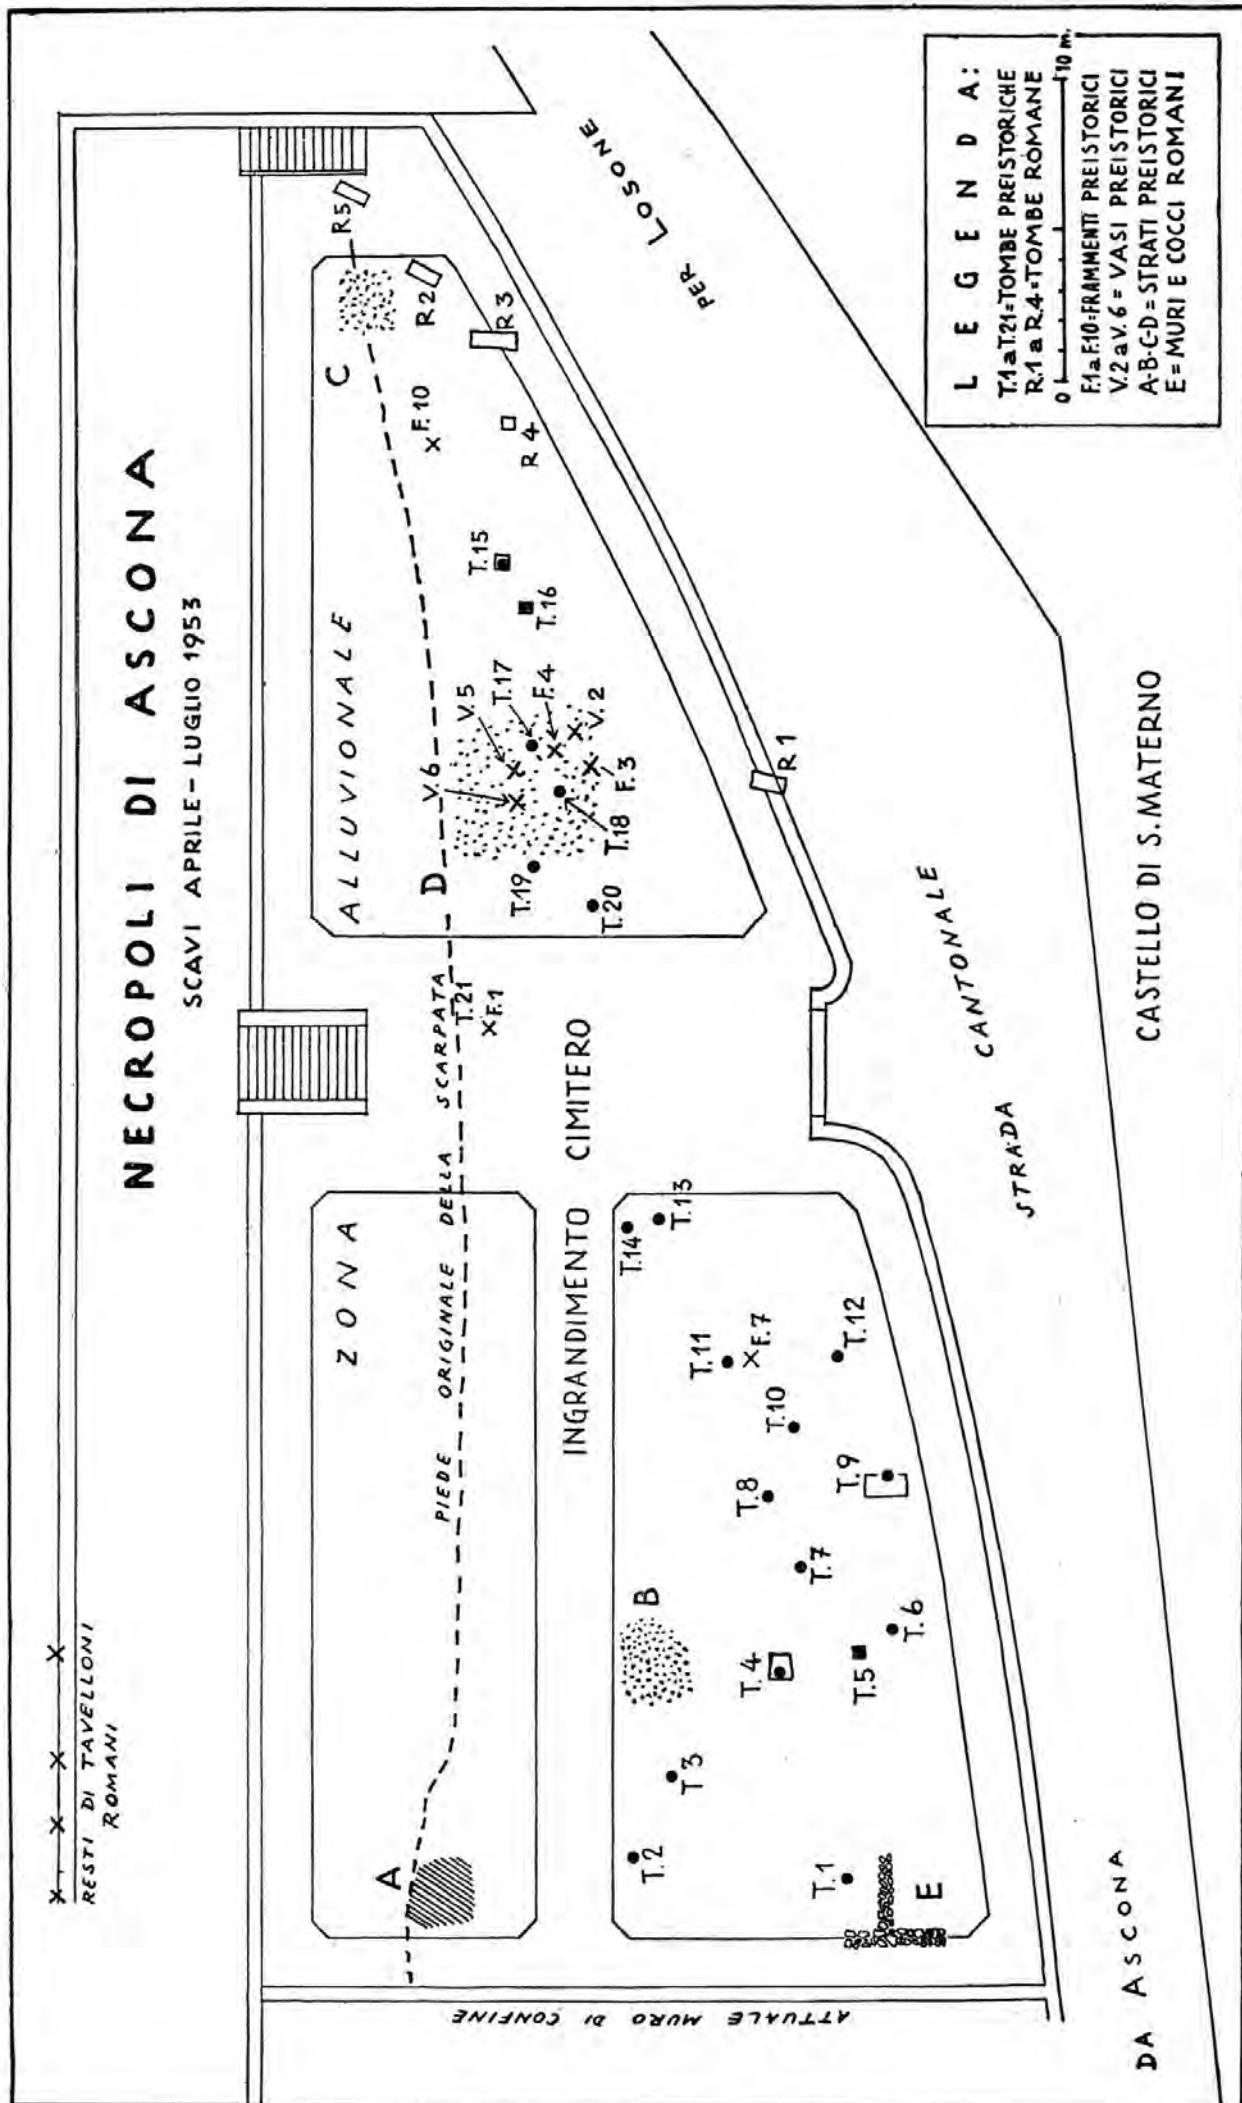 NECROPOLI DI ASCONA
SCAVI APRILE–LUGLIO 1953
RESTI DI TAVELLONI
ROMANI
ZONA ALLUVIONALE
A
PIEDE ORIGINALE DELLA SCARPATA
D
C
R5
R2
R3
R4
F.10
T.15
T.16
V.6
V.5
T.17
F.4
V.2
F.3
T.18
T.19
T.20
T.21
F.1
R1
INGRANDIMENTO CIMITERO
T.2
T3
B
T.14
T.13
T.11
F.7
T.12
T.10
T.8
T.9
T.7
T.4
T.5
T.6
T.1
E
ATTUALE MURO DI CONFINE
DA ASCONA
STRADA CANTONALE
PER LOSONE
CASTELLO DI S. MATERNO
LEGENDA:
T.1 a T.21=TOMBE PREISTORICHE
R.1 a R.4=TOMBE ROMANE
0 10 m.
F.1 a F.10=FRAMMENTI PREISTORICI
V.2 a V.6 = VASI PREISTORICI
A-B-C-D=STRATI PREISTORICI
E=MURI E COCCI ROMANI